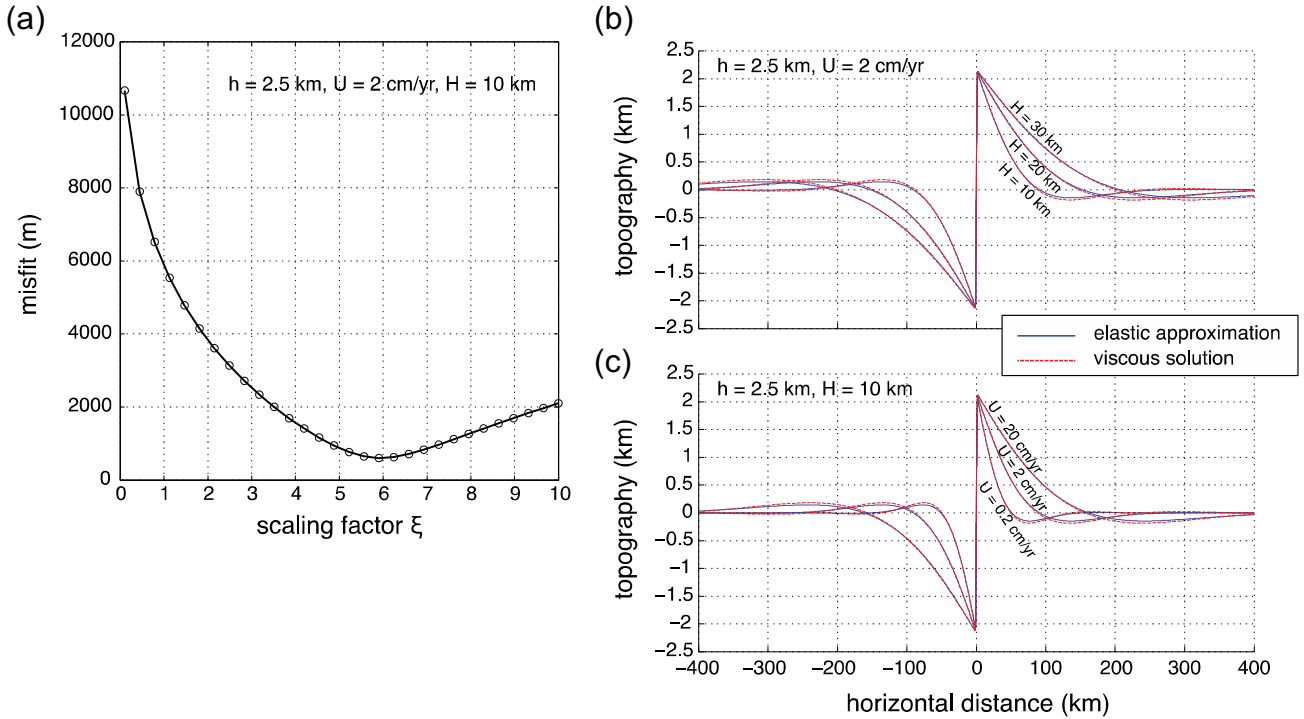 (a)
12000
10000
8000
6000
4000
2000
0
misfit (m)
h = 2.5 km, U = 2 cm/yr, H = 10 km
0 1 2 3 4 5 6 7 8 9 10
scaling factor ξ
(b)
2.5
2
1.5
1
0.5
0
−0.5
−1
−1.5
−2
−2.5
topography (km)
h = 2.5 km, U = 2 cm/yr
H = 30 km
H = 20 km
H = 10 km
elastic approximation
viscous solution
(c)
2.5
2
1.5
1
0.5
0
−0.5
−1
−1.5
−2
−2.5
topography (km)
h = 2.5 km, H = 10 km
U = 20 cm/yr
U = 2 cm/yr
U = 0.2 cm/yr
−400 −300 −200 −100 0 100 200 300 400
horizontal distance (km)